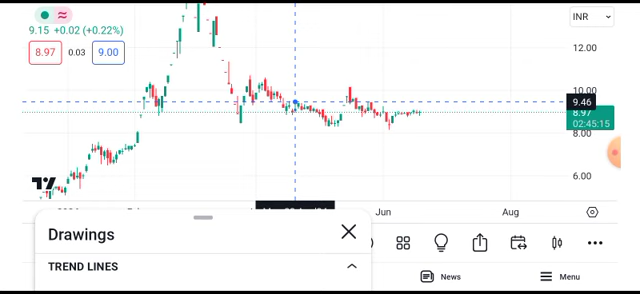 9.15 +0.02 (+0.22%)
INR
8.97 0.03 9.00
12.00
10.00
9.46
8.97
02:45:15
8.00
6.00
Jun
Aug
Drawings
TREND LINES
News
Menu